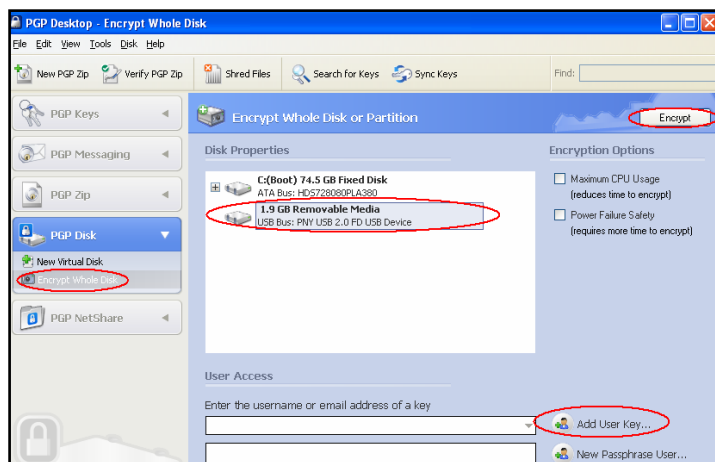 PGP Desktop - Encrypt Whole Disk
File Edit View Tools Disk Help
New PGP Zip Verify PGP Zip Shred Files Search for Keys Sync Keys Find:
PGP Keys
PGP Messaging
PGP Zip
PGP Disk
New Virtual Disk
Encrypt Whole Disk
PGP NetShare
Encrypt Whole Disk or Partition Encrypt
Disk Properties
C:(Boot) 74.5 GB Fixed Disk
ATA Bus: HDS728080PLA380
1.9 GB Removable Media
USB Bus: PNY USB 2.0 FD USB Device
Encryption Options
Maximum CPU Usage
(reduces time to encrypt)
Power Failure Safety
(requires more time to encrypt)
User Access
Enter the username or email address of a key
Add User Key...
New Passphrase User...